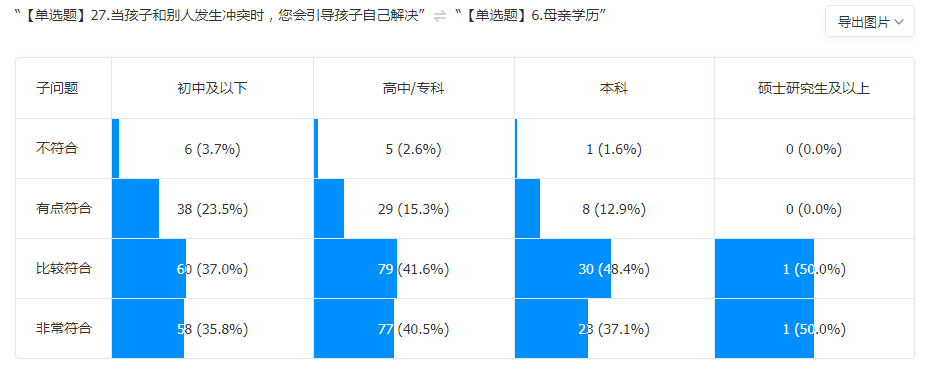 “【单选题】27.当孩子和别人发生冲突时，您会引导孩子自己解决” ⇌ “【单选题】6.母亲学历”
导出图片
子问题 初中及以下 高中/专科 本科 硕士研究生及以上
不符合 6 (3.7%) 5 (2.6%) 1 (1.6%) 0 (0.0%)
有点符合 38 (23.5%) 29 (15.3%) 8 (12.9%) 0 (0.0%)
比较符合 60 (37.0%) 79 (41.6%) 30 (48.4%) 1 (50.0%)
非常符合 58 (35.8%) 77 (40.5%) 23 (37.1%) 1 (50.0%)